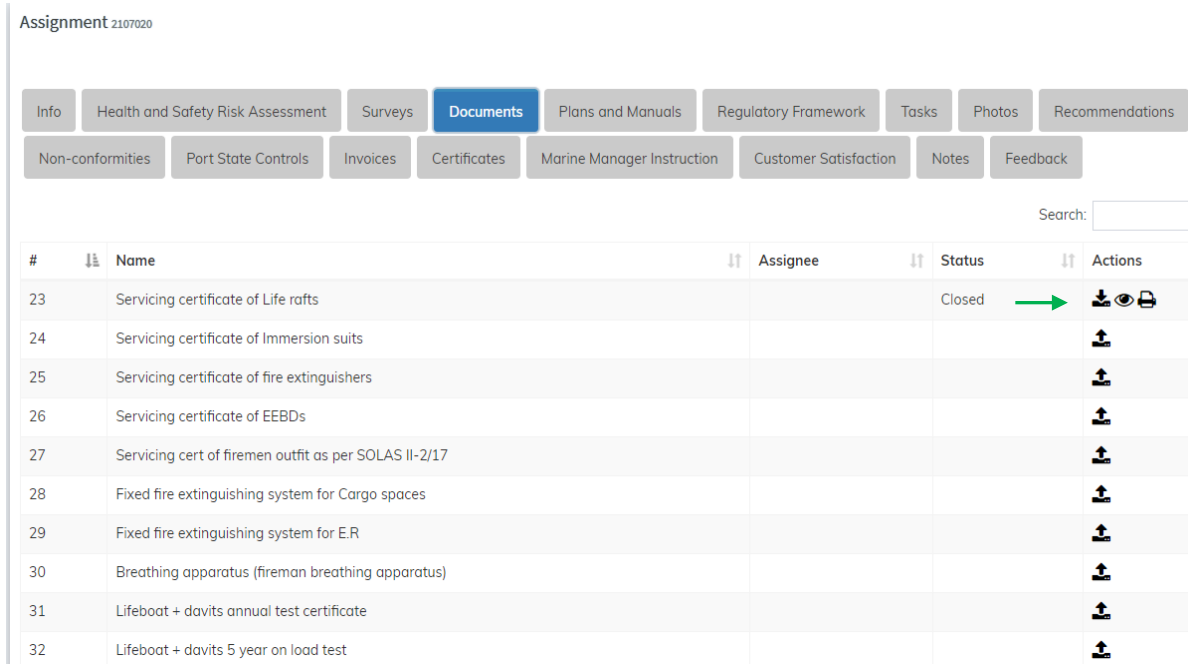 Assignment 2107020
Info Health and Safety Risk Assessment Surveys Documents Plans and Manuals Regulatory Framework Tasks Photos Recommendations
Non-conformities Port State Controls Invoices Certificates Marine Manager Instruction Customer Satisfaction Notes Feedback
Search:
# Name Assignee Status Actions
23 Servicing certificate of Life rafts Closed
24 Servicing certificate of Immersion suits
25 Servicing certificate of fire extinguishers
26 Servicing certificate of EEBDs
27 Servicing cert of firemen outfit as per SOLAS II-2/17
28 Fixed fire extinguishing system for Cargo spaces
29 Fixed fire extinguishing system for E.R
30 Breathing apparatus (fireman breathing apparatus)
31 Lifeboat + davits annual test certificate
32 Lifeboat + davits 5 year on load test